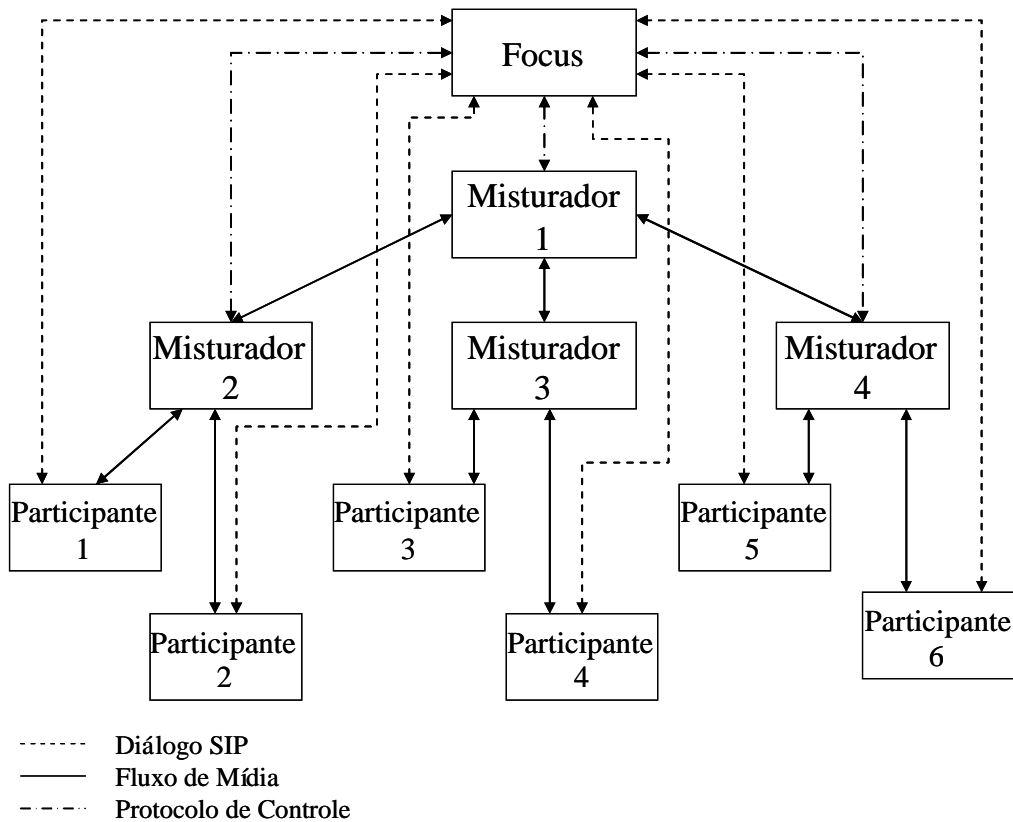 Focus
Misturador
1
Misturador
2
Misturador
3
Misturador
4
Participante
1
Participante
3
Participante
5
Participante
6
Participante
2
Participante
4
Diálogo SIP
Fluxo de Mídia
Protocolo de Controle